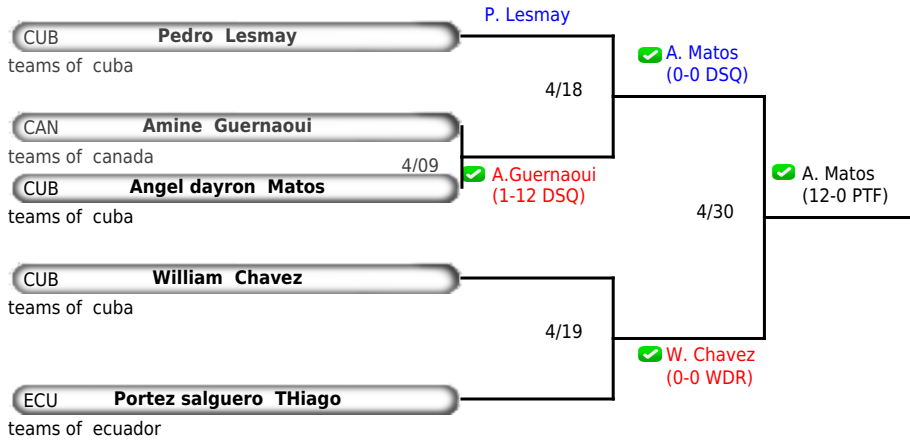 P. Lesmay
CUB Pedro Lesmay
teams of cuba
A. Matos
(0-0 DSQ)
4/18
CAN Amine Guernaoui
teams of canada
4/09
A.Guernaoui
(1-12 DSQ)
CUB Angel dayron Matos
teams of cuba
A. Matos
(12-0 PTF)
4/30
CUB William Chavez
teams of cuba
4/19
W. Chavez
(0-0 WDR)
ECU Portez salguero THiago
teams of ecuador